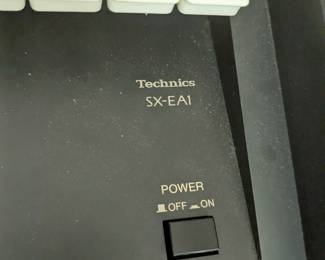 Technics
SX-EA1
POWER
OFF ON